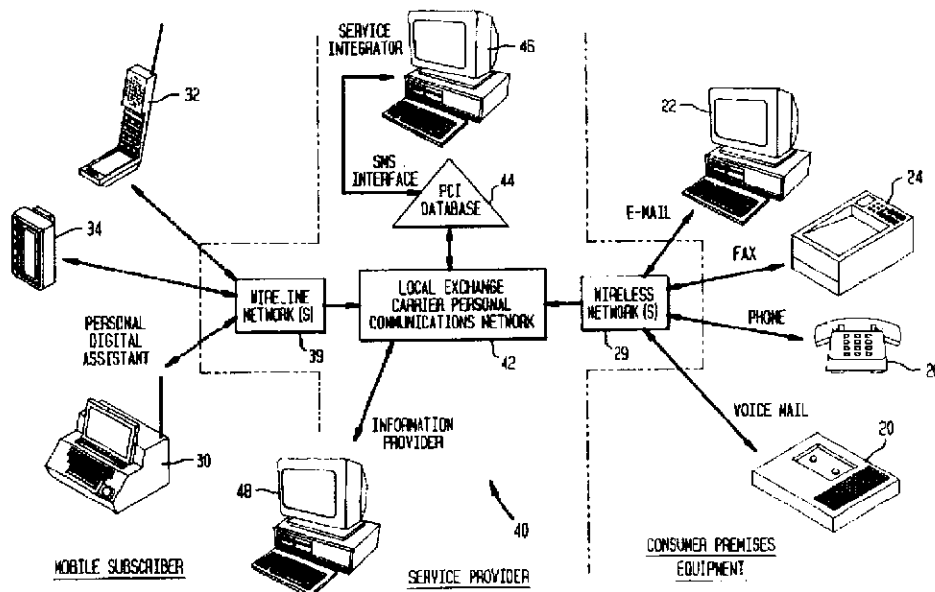 SERVICE
INTEGRATOR
46
32
SMS
INTERFACE
44
PCI
DATABASE
22
24
E-MAIL
34
FAX
WIRELINE
NETWORK(S)
39
LOCAL EXCHANGE
CARRIER PERSONAL
COMMUNICATIONS NETWORK
42
WIRELESS
NETWORK(S)
29
PHONE
PERSONAL
DIGITAL
ASSISTANT
INFORMATION
PROVIDER
VOICE MAIL
20
30
48
40
MOBILE SUBSCRIBER
SERVICE PROVIDER
CONSUMER PREMISES
EQUIPMENT